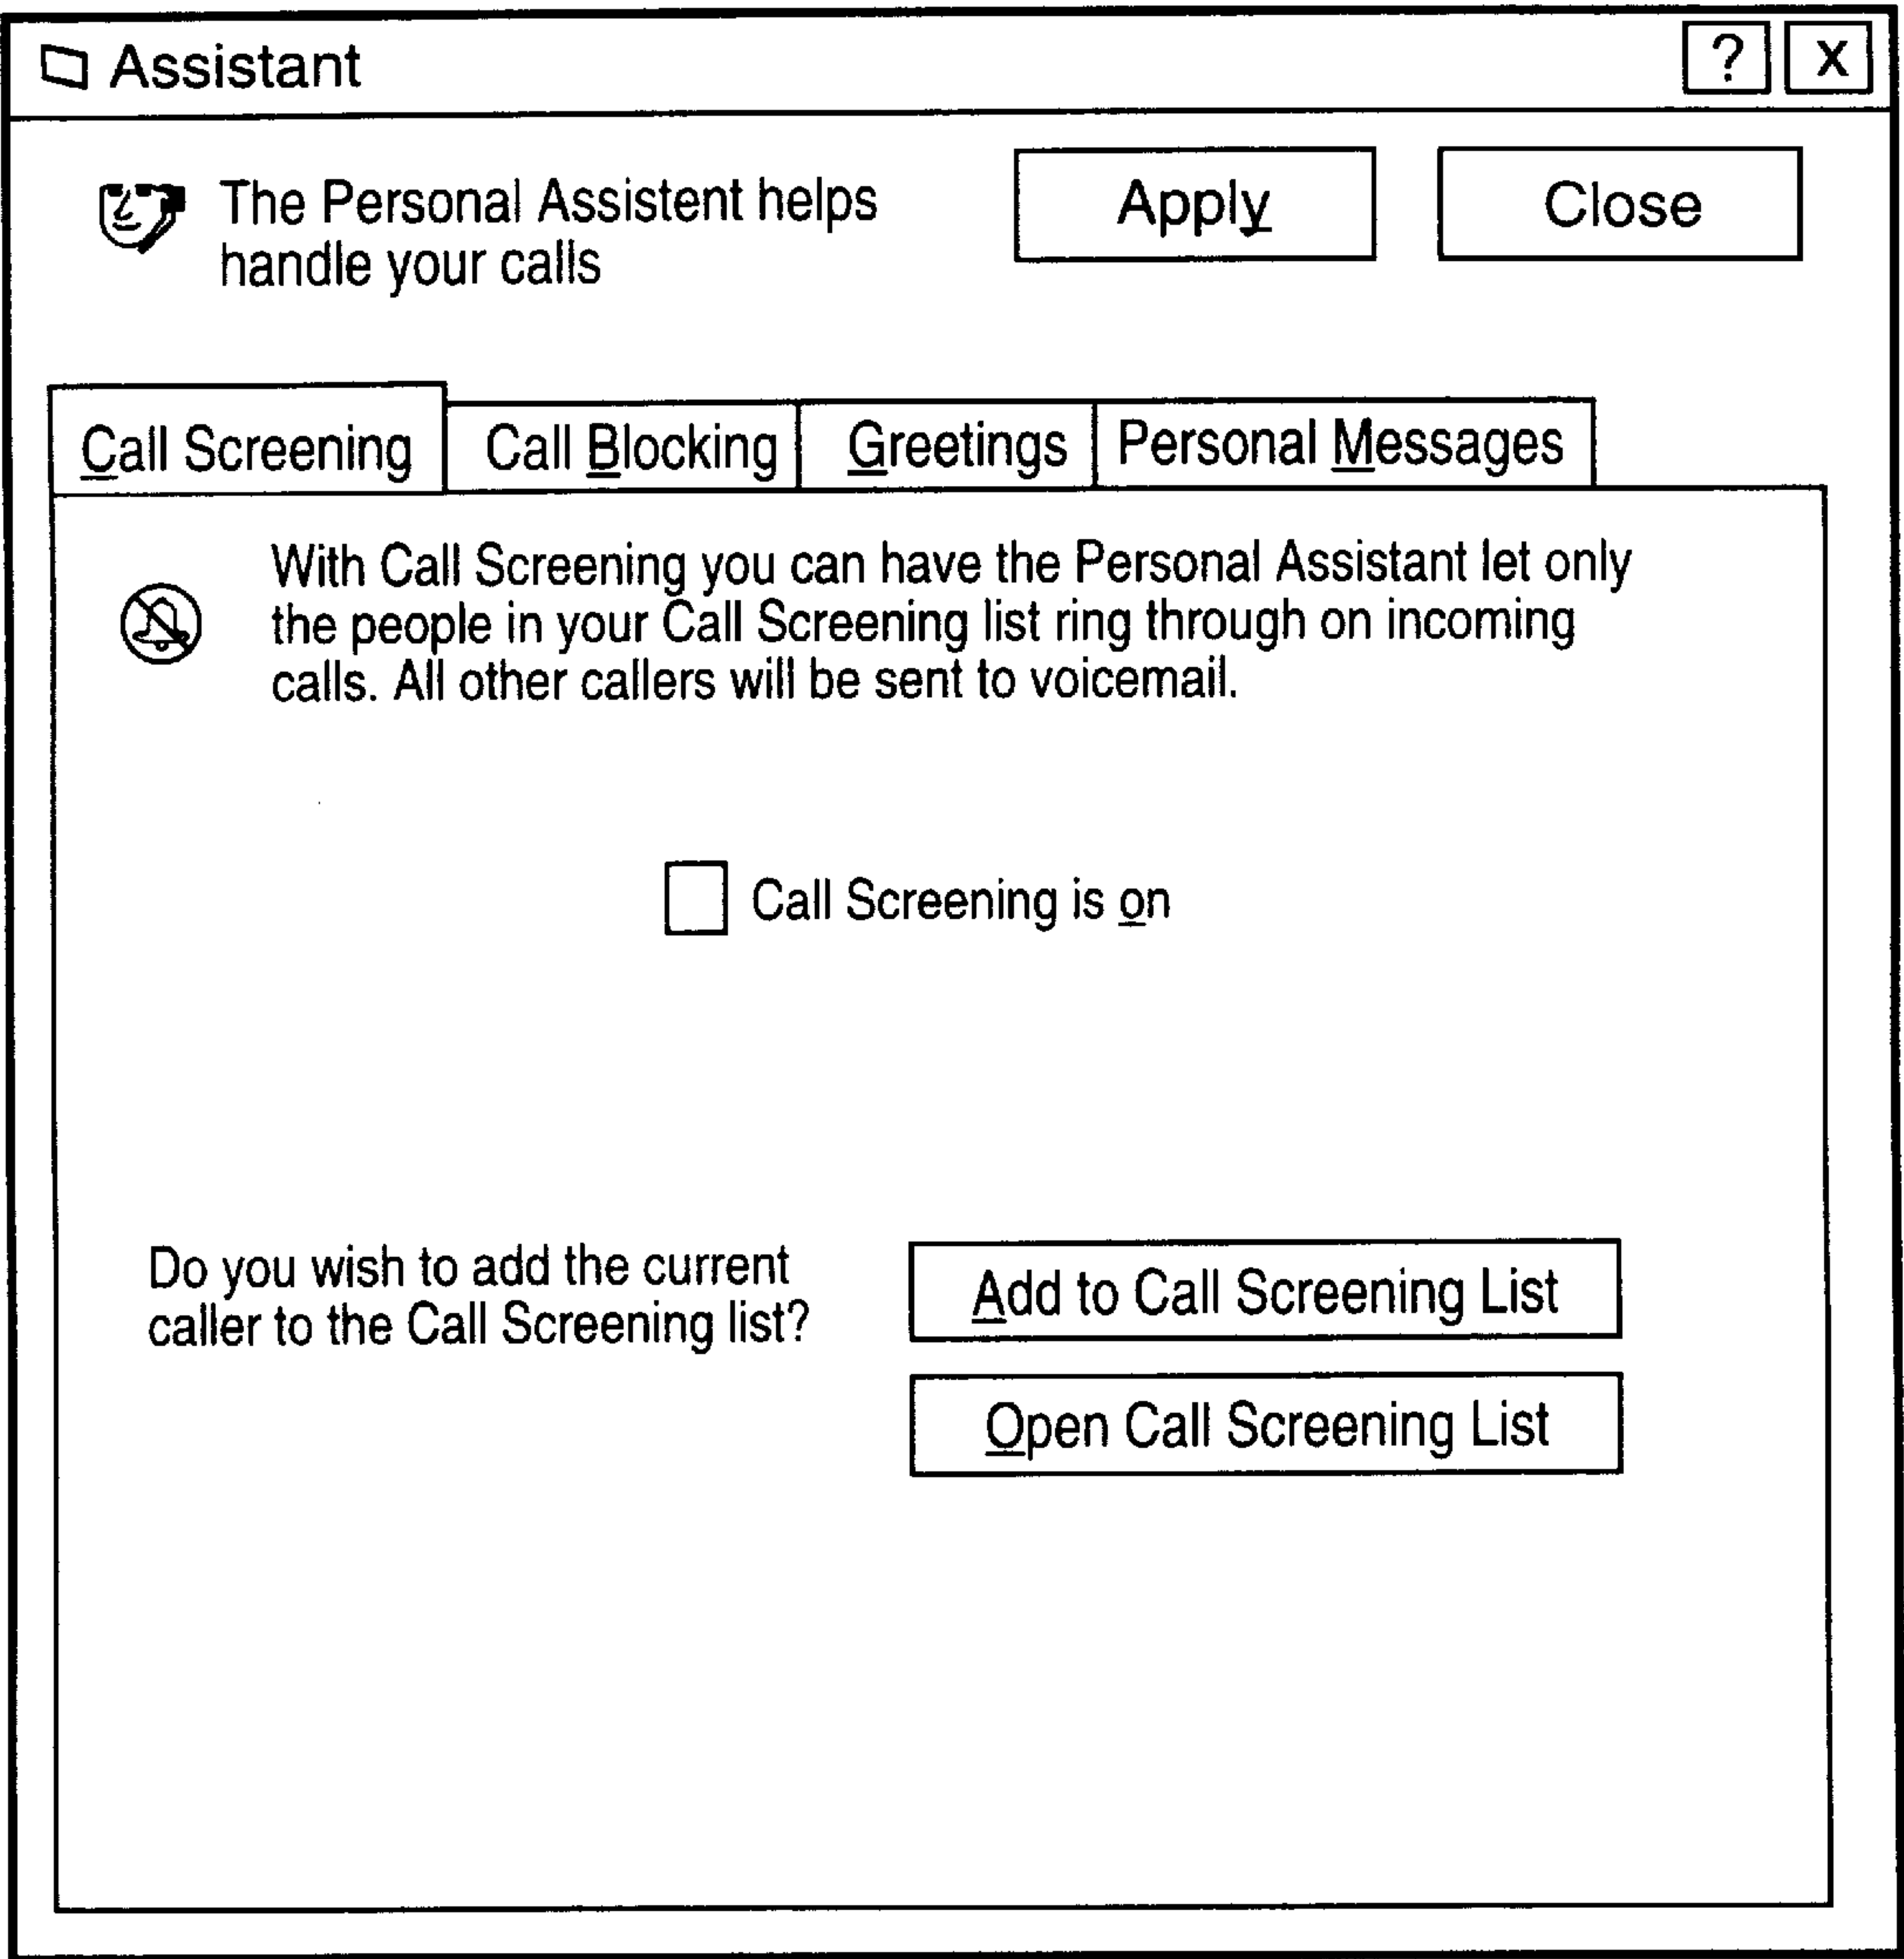 Assistant
? X
The Personal Assistent helps
handle your calls
Apply
Close
Call Screening Call Blocking Greetings Personal Messages
With Call Screening you can have the Personal Assistant let only
the people in your Call Screening list ring through on incoming
calls. All other callers will be sent to voicemail.
Call Screening is on
Do you wish to add the current
caller to the Call Screening list?
Add to Call Screening List
Open Call Screening List